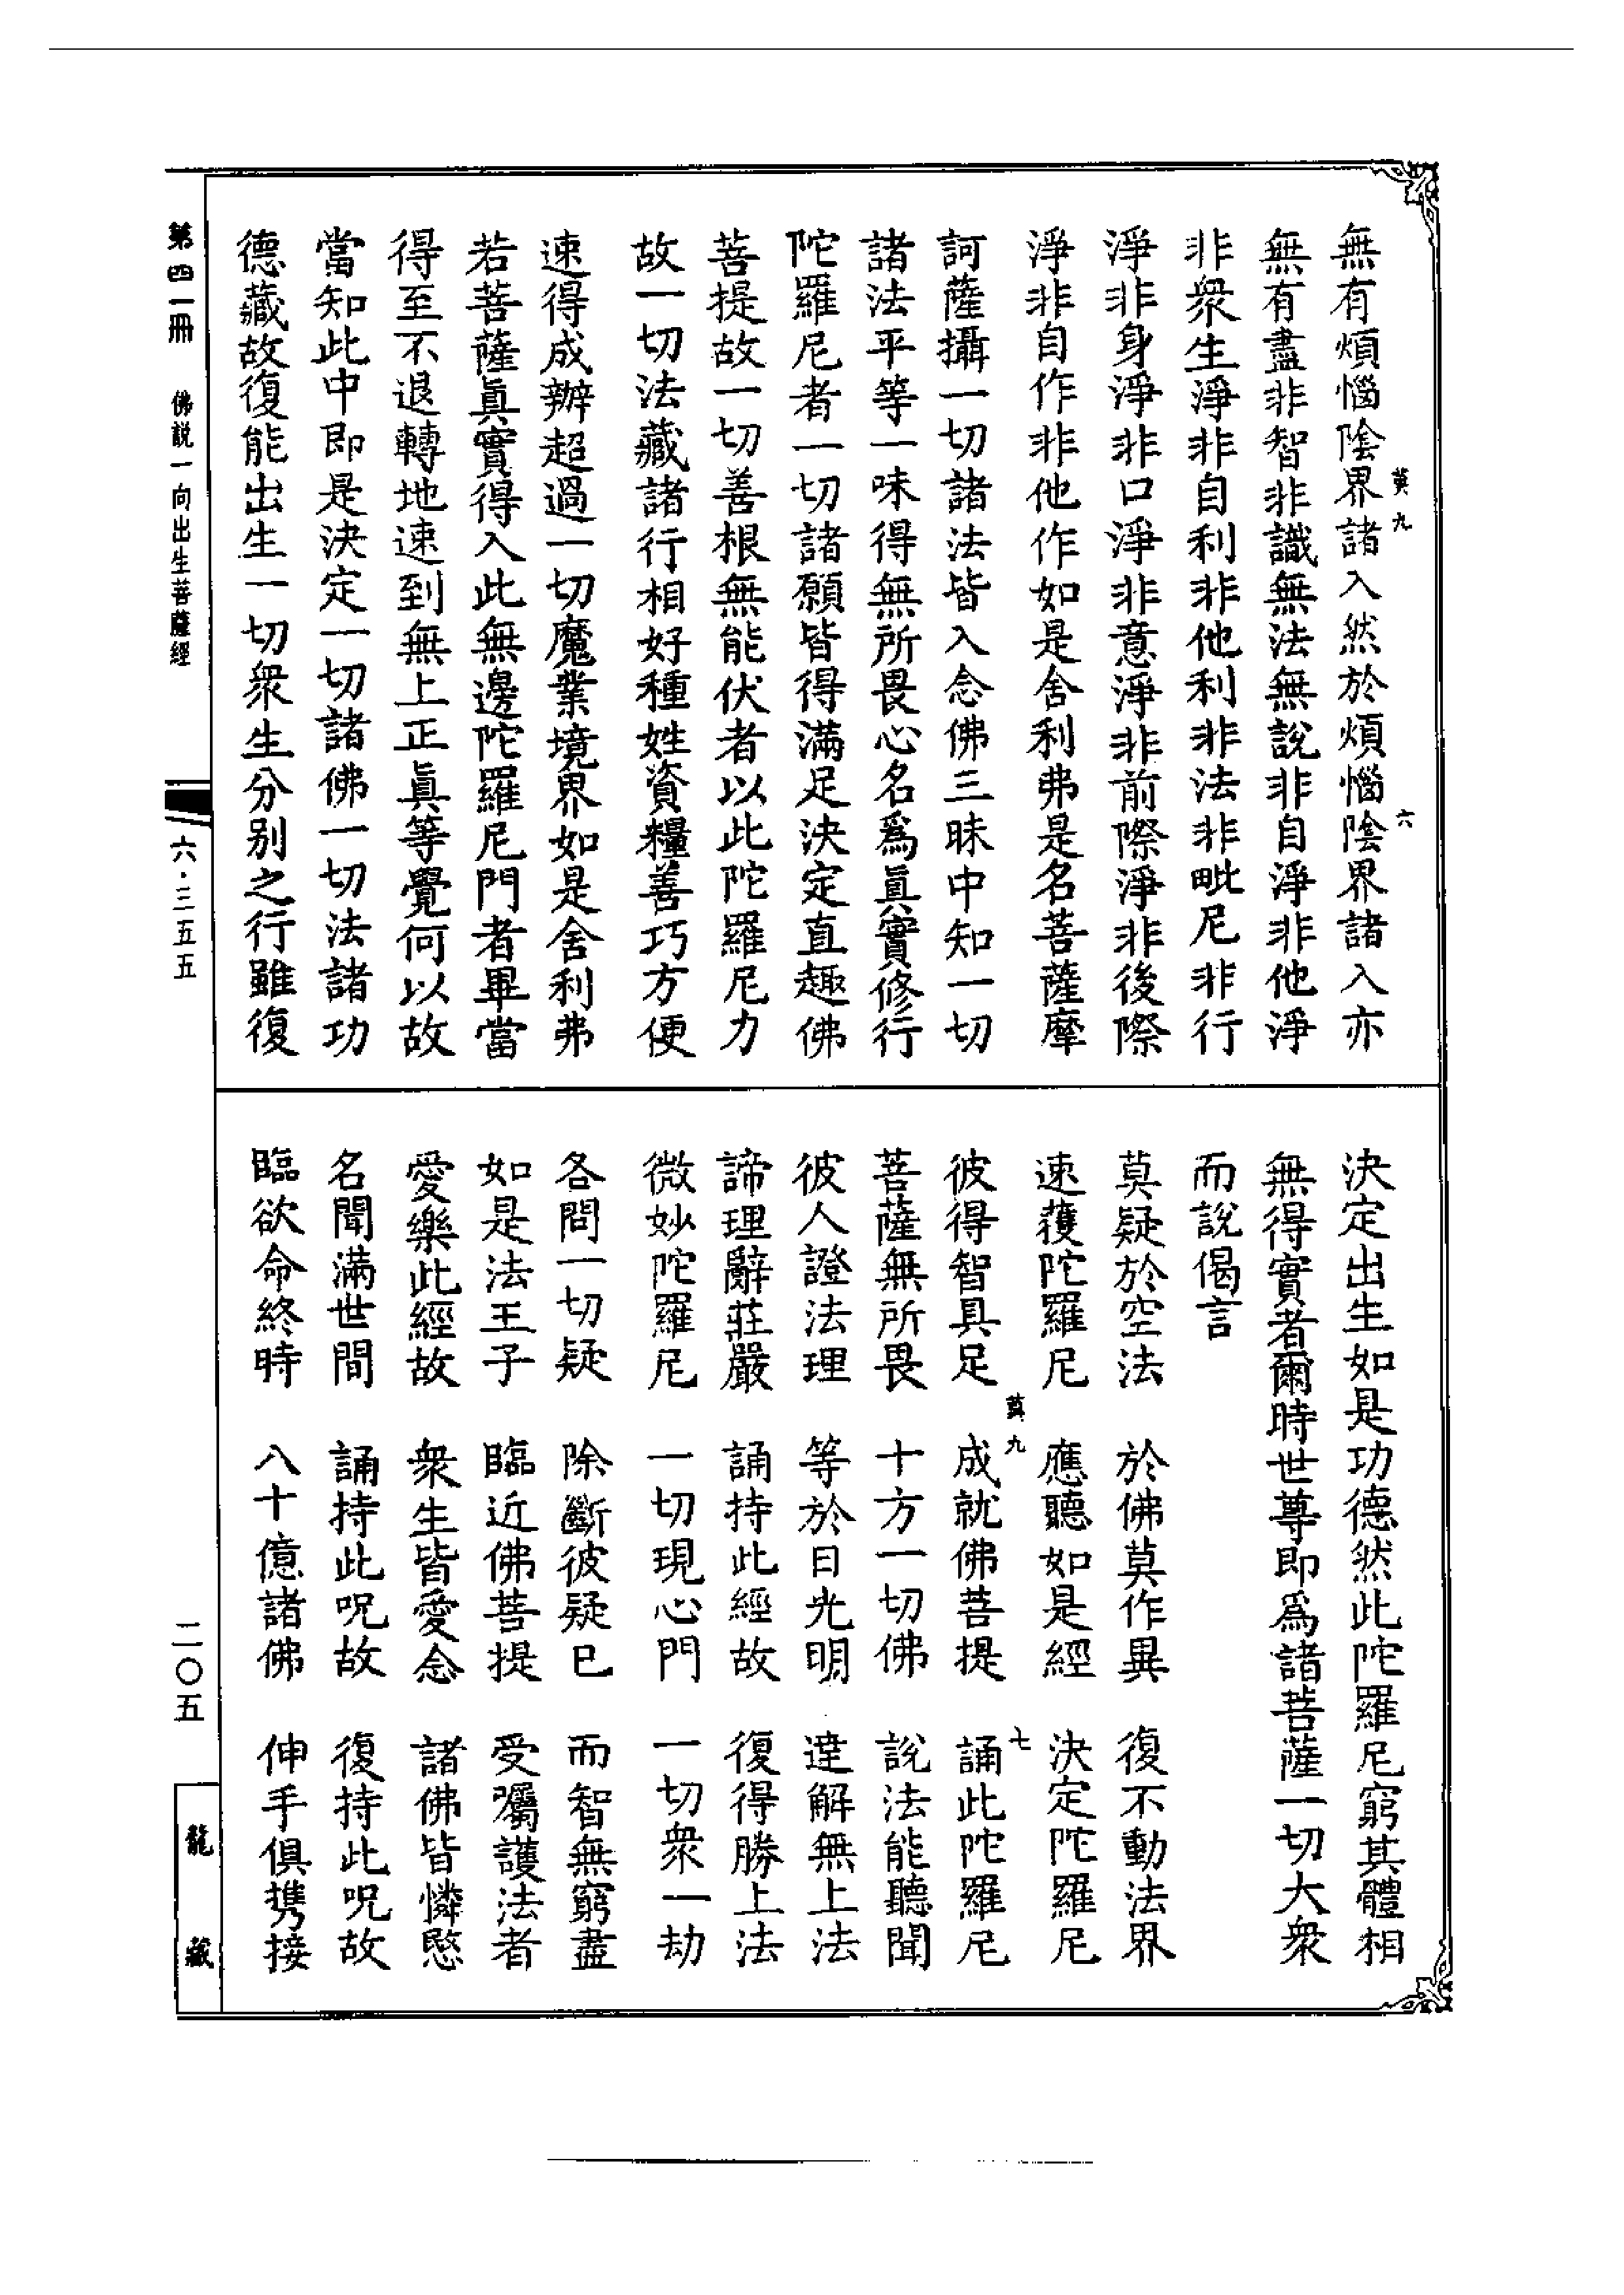 無有煩惱陰界諸入然於煩惱陰界諸入亦
無有盡非智非識無法無説非自淨非他淨
非衆生淨非自利非他利非法非毗尼非行
淨非身淨非口淨非意淨非前際淨非後際
淨非自作非他作如是舍利弗是名菩薩摩
訶薩攝一切諸法皆入念佛三昧中知一切
諸法平等一味得無所畏心名爲眞實修行
陀羅尼者一切諸願皆得滿足決定直趣佛
菩提故一切善根無能伏者以此陀羅尼力
故一切法藏諸行相好種姓資糧善巧方便
速得成辦超過一切魔業境界如是舍利弗
若菩薩眞實得入此無邊陀羅尼門者畢當
得至不退轉地速到無上正眞等覺何以故
當知此中即是決定一切諸佛一切法諸功
德藏故復能出生一切衆生分別之行雖復
決定出生如是功德然此陀羅尼窮其體相
無得實者爾時世尊即爲諸菩薩一切大衆
而説偈言
莫疑於空法　於佛莫作異　復不動法界
速蕕陀羅尼　應聽如是經　決定陀羅尼
彼得智具足　成就佛菩提　誦此陀羅尼
菩薩無所畏　十方一切佛　説法能聽聞
彼人證法理　等於日光明　達解無上法
諦理辭莊嚴　誦持此經故　復得勝上法
微妙陀羅尼　一切現心門　一切衆一劫
各問一切疑　除斷彼疑已　而智無窮盡
如是法王子　臨近佛菩提　受囑護法者
愛樂此經故　衆生皆愛念　諸佛皆憐愍
名聞滿世間　誦持此呪故　復持此呪故
臨欲命終時　八十億諸佛　伸手俱携接
莫九
六
莫九
七
第四一冊　佛説一向出生菩薩經
六·三五五
二〇五
龍藏